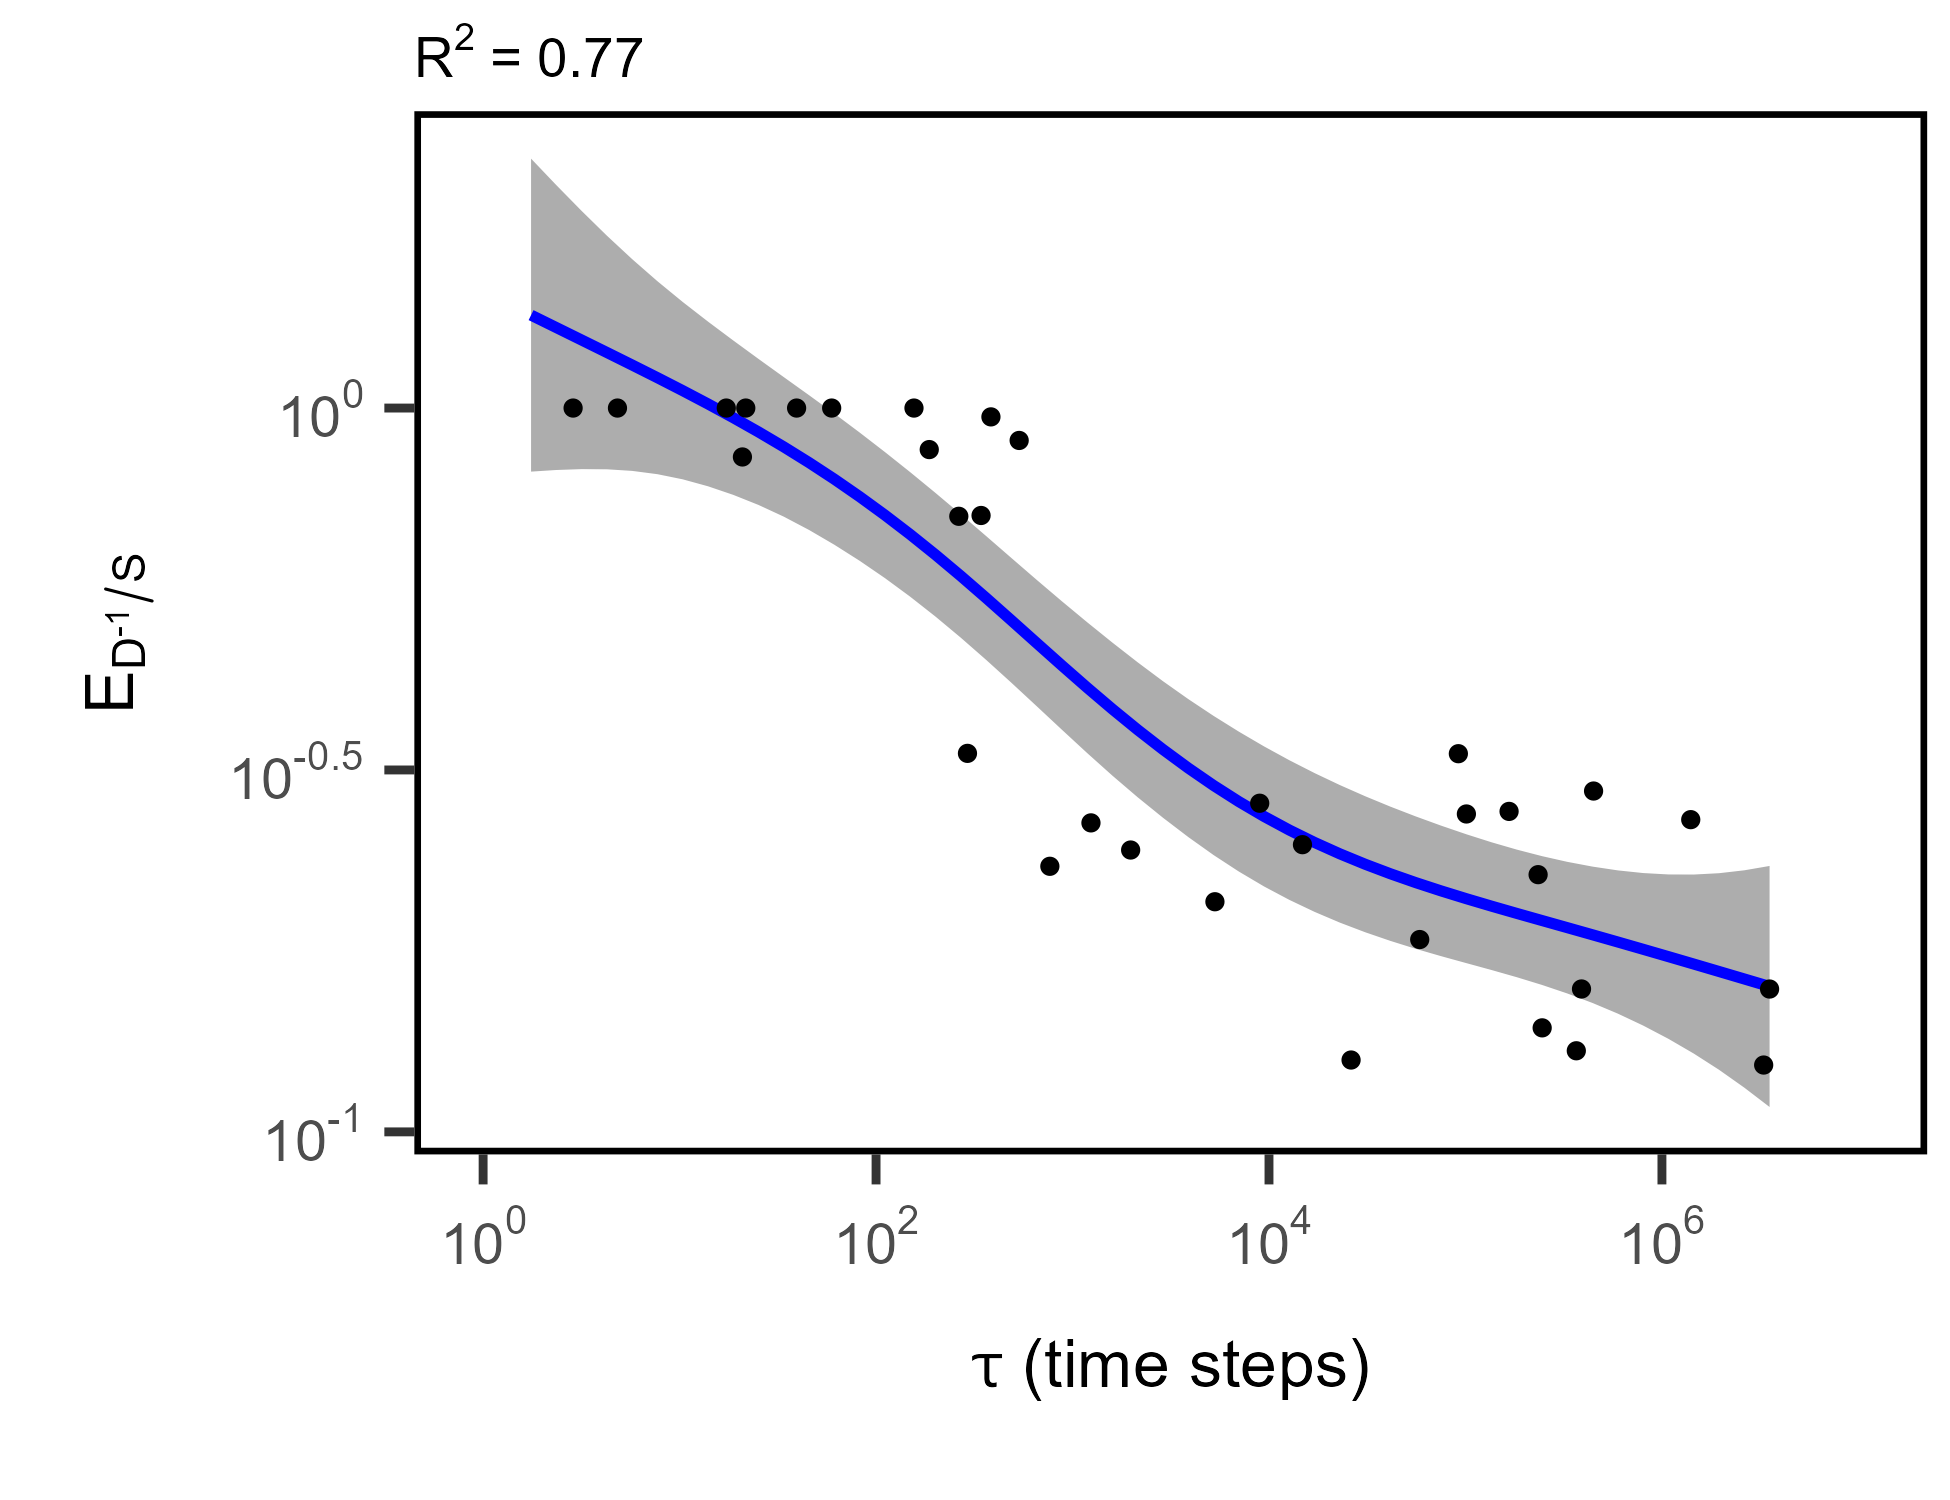 R² = 0.77
E_D⁻¹/s
10⁰
10⁻⁰·⁵
10⁻¹
10⁰ 10² 10⁴ 10⁶
τ (time steps)